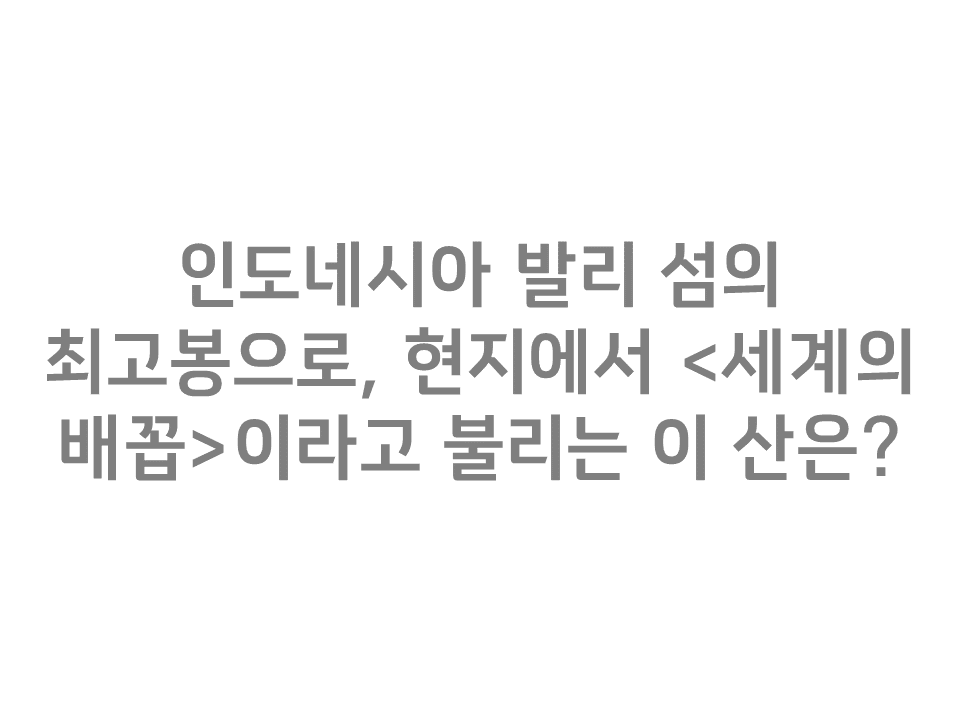 인도네시아 발리 섬의
최고봉으로, 현지에서 <세계의
배꼽>이라고 불리는 이 산은?